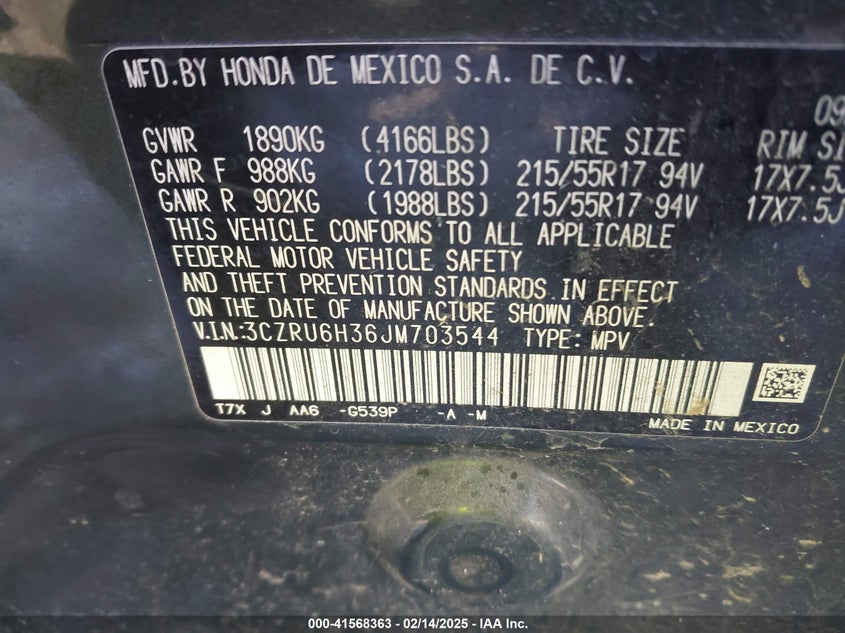 MFD.BY HONDA DE MEXICO S.A. DE C.V.
09
GVWR 1890KG (4166LBS) TIRE SIZE RIM SI
GAWR F 988KG (2178LBS) 215/55R17 94V 17X7.5J
GAWR R 902KG (1988LBS) 215/55R17 94V 17X7.5J
THIS VEHICLE CONFORMS TO ALL APPLICABLE
FEDERAL MOTOR VEHICLE SAFETY
AND THEFT PREVENTION STANDARDS IN EFFECT
ON THE DATE OF MANUFACTURE SHOWN ABOVE.
V.I.N.:3CZRU6H36JM703544 TYPE: MPV
T7X J AA6 -G539P -A -M
MADE IN MEXICO
000-41568363 - 02/14/2025 - IAA Inc.